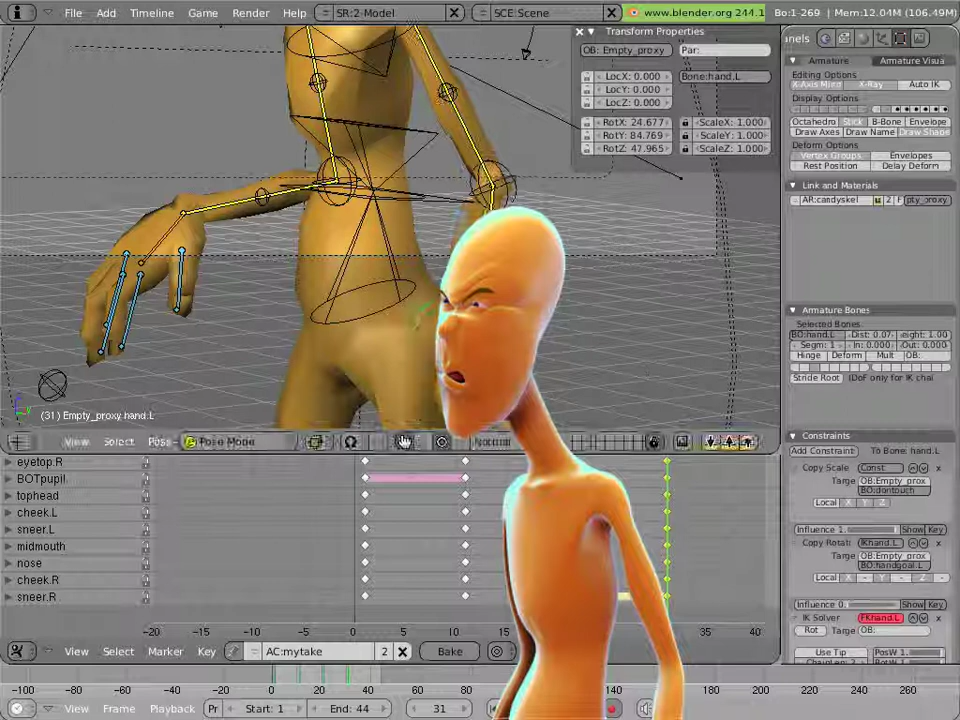 File Add Timeline Game Render Help SR:2-Model SCE:Scene www.blender.org 244.1 Bo:1-269 | Mem:12.04M (106.49M)
Transform Properties
OB: Empty_proxy Par:
LocX: 0.000 Bone:hand.L
LocY: 0.000
LocZ: 0.000
RotX: 24.677 ScaleX: 1.000
RotY: 84.769 ScaleY: 1.000
RotZ: 47.965 ScaleZ: 1.000
anels
Armature Armature Visua
Editing Options
X-Axis Mirro X-Ray Auto IK
Display Options
Octahedro Stick B-Bone Envelope
Draw Axes Draw Name Draw Shape
Deform Options
Vertex Groups Envelopes
Rest Position Delay Deform
Link and Materials
AR:candyskel 2 F pty_proxy
Armature Bones
Selected Bones
BO:hand.L Dist: 0.07 eight: 1.00
Segm: 1 In: 0.000 Out: 0.000
Hinge Deform Mult OB:
Stride Root (DoF only for IK chai
Constraints
Add Constraint To Bone: hand.L
Copy Scale Const
Targe OB:Empty_prox
BO:dontouch
Local X Y Z
Influence 1. Show Key
Copy Rotati IKhand.L
Targe OB:Empty_prox
BO:handgoal.L
Local X - Y - Z -
Influence 0. Show Key
IK Solver FKhand.L
Rot OB:
Use Tip PosW 1.
(31) Empty_proxy hand.L
View Select Pose Pose Mode Normal
eyetop.R
BOTpupil
tophead
cheek.L
sneer.L
midmouth
nose
cheek.R
sneer.R
-20 -15 -10 -5 0 5 10 15 35 40
View Select Marker Key AC:mytake 2 Bake
-100 -80 -60 -40 -20 0 20 40 60 80 140 180 200 220 240 260
View Frame Playback Pr Start: 1 End: 44 31